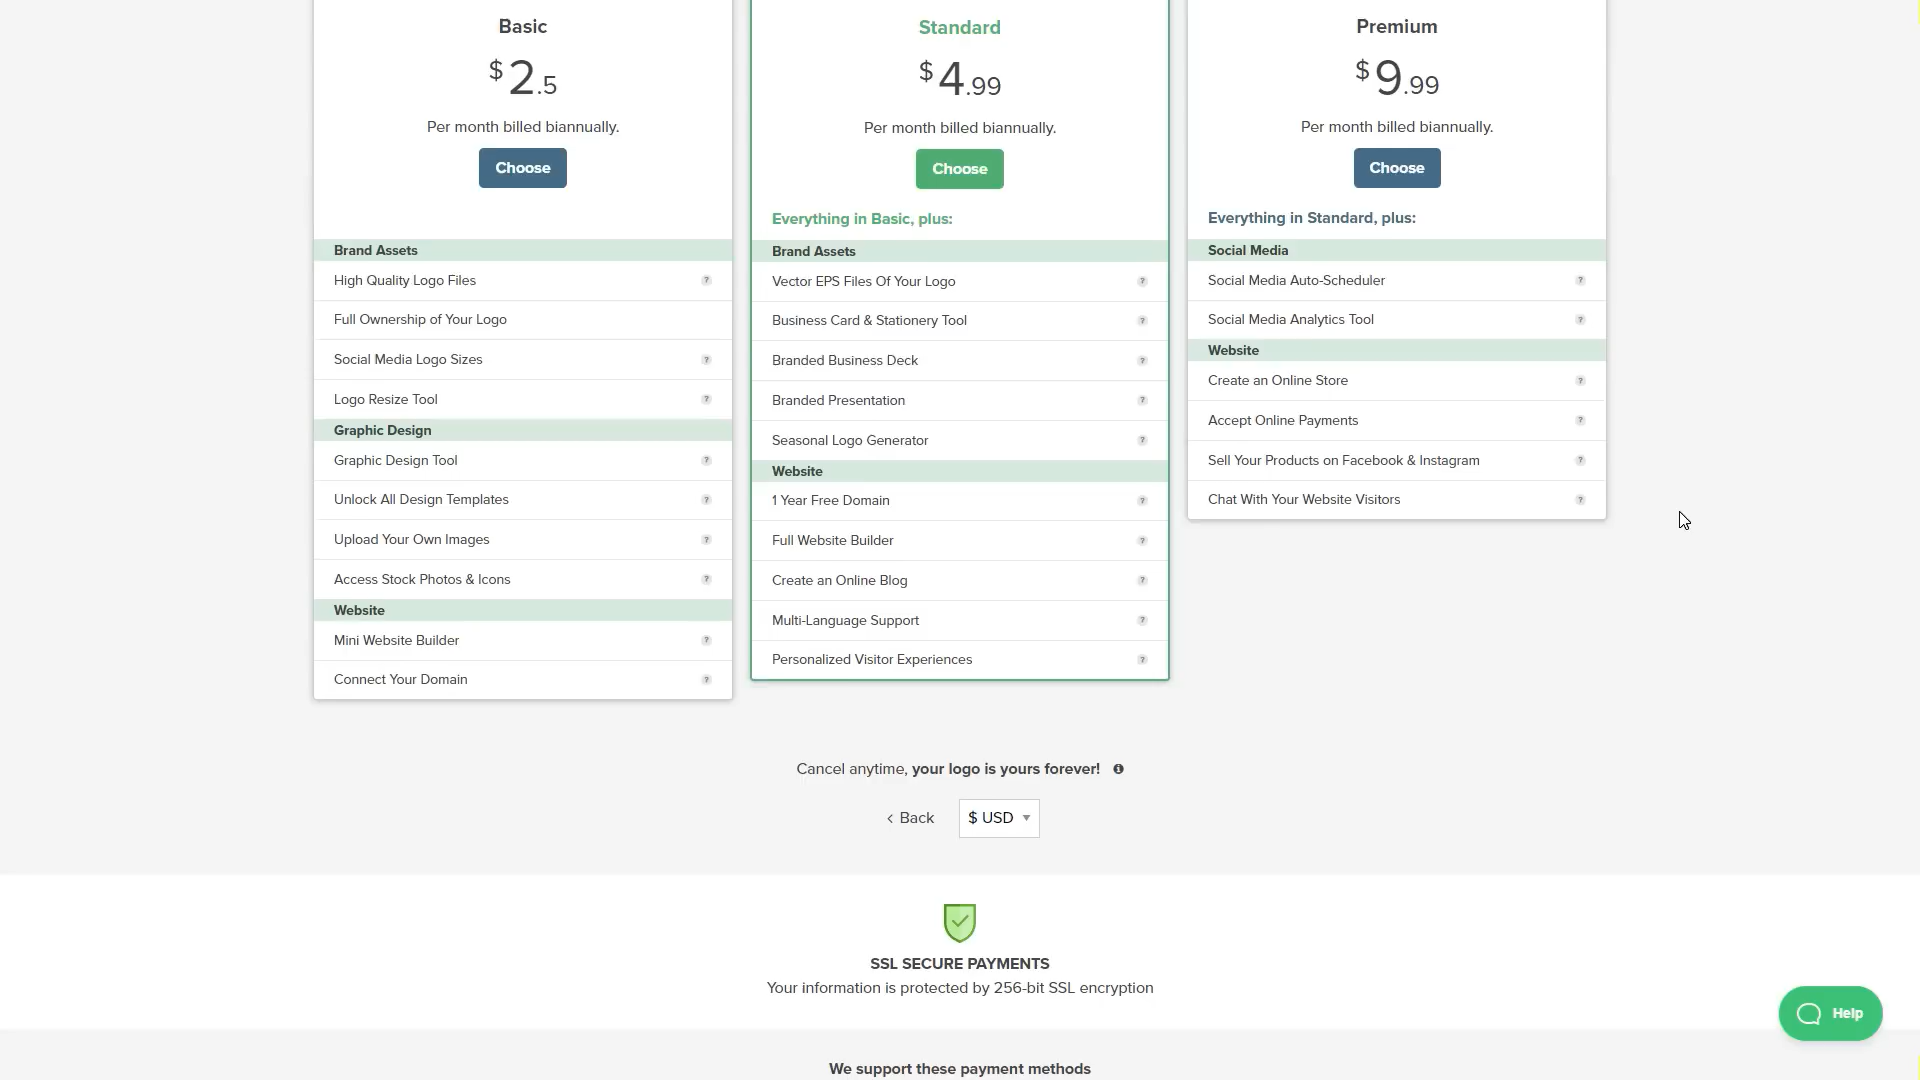 Basic
$2.5
Per month billed biannually.
Choose
Brand Assets
High Quality Logo Files ?
Full Ownership of Your Logo
Social Media Logo Sizes ?
Logo Resize Tool ?
Graphic Design
Graphic Design Tool ?
Unlock All Design Templates ?
Upload Your Own Images ?
Access Stock Photos & Icons ?
Website
Mini Website Builder ?
Connect Your Domain ?
Standard
$4.99
Per month billed biannually.
Choose
Everything in Basic, plus:
Brand Assets
Vector EPS Files Of Your Logo ?
Business Card & Stationery Tool ?
Branded Business Deck ?
Branded Presentation ?
Seasonal Logo Generator ?
Website
1 Year Free Domain ?
Full Website Builder ?
Create an Online Blog ?
Multi-Language Support ?
Personalized Visitor Experiences ?
Premium
$9.99
Per month billed biannually.
Choose
Everything in Standard, plus:
Social Media
Social Media Auto-Scheduler ?
Social Media Analytics Tool ?
Website
Create an Online Store ?
Accept Online Payments ?
Sell Your Products on Facebook & Instagram ?
Chat With Your Website Visitors ?
Cancel anytime, your logo is yours forever!
Back
$ USD
SSL SECURE PAYMENTS
Your information is protected by 256-bit SSL encryption
Help
We support these payment methods